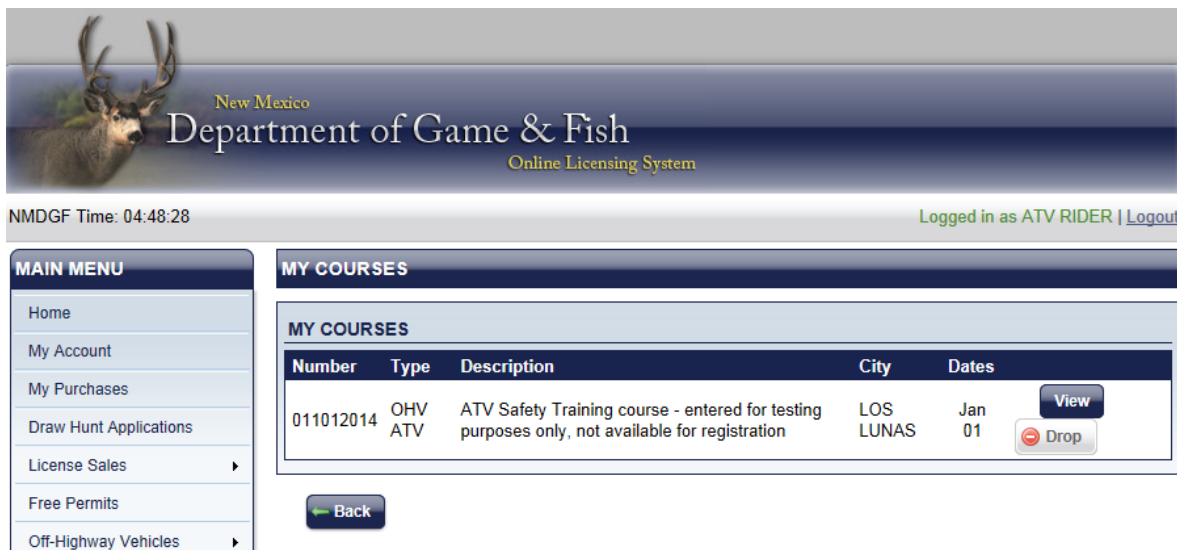 New Mexico
Department of Game & Fish
Online Licensing System
NMDGF Time: 04:48:28
Logged in as ATV RIDER | Logout
MAIN MENU
Home
My Account
My Purchases
Draw Hunt Applications
License Sales
Free Permits
Off-Highway Vehicles
MY COURSES
MY COURSES
Number Type Description City Dates
011012014 OHV ATV Safety Training course - entered for testing LOS Jan View
ATV purposes only, not available for registration LUNAS 01 Drop
Back